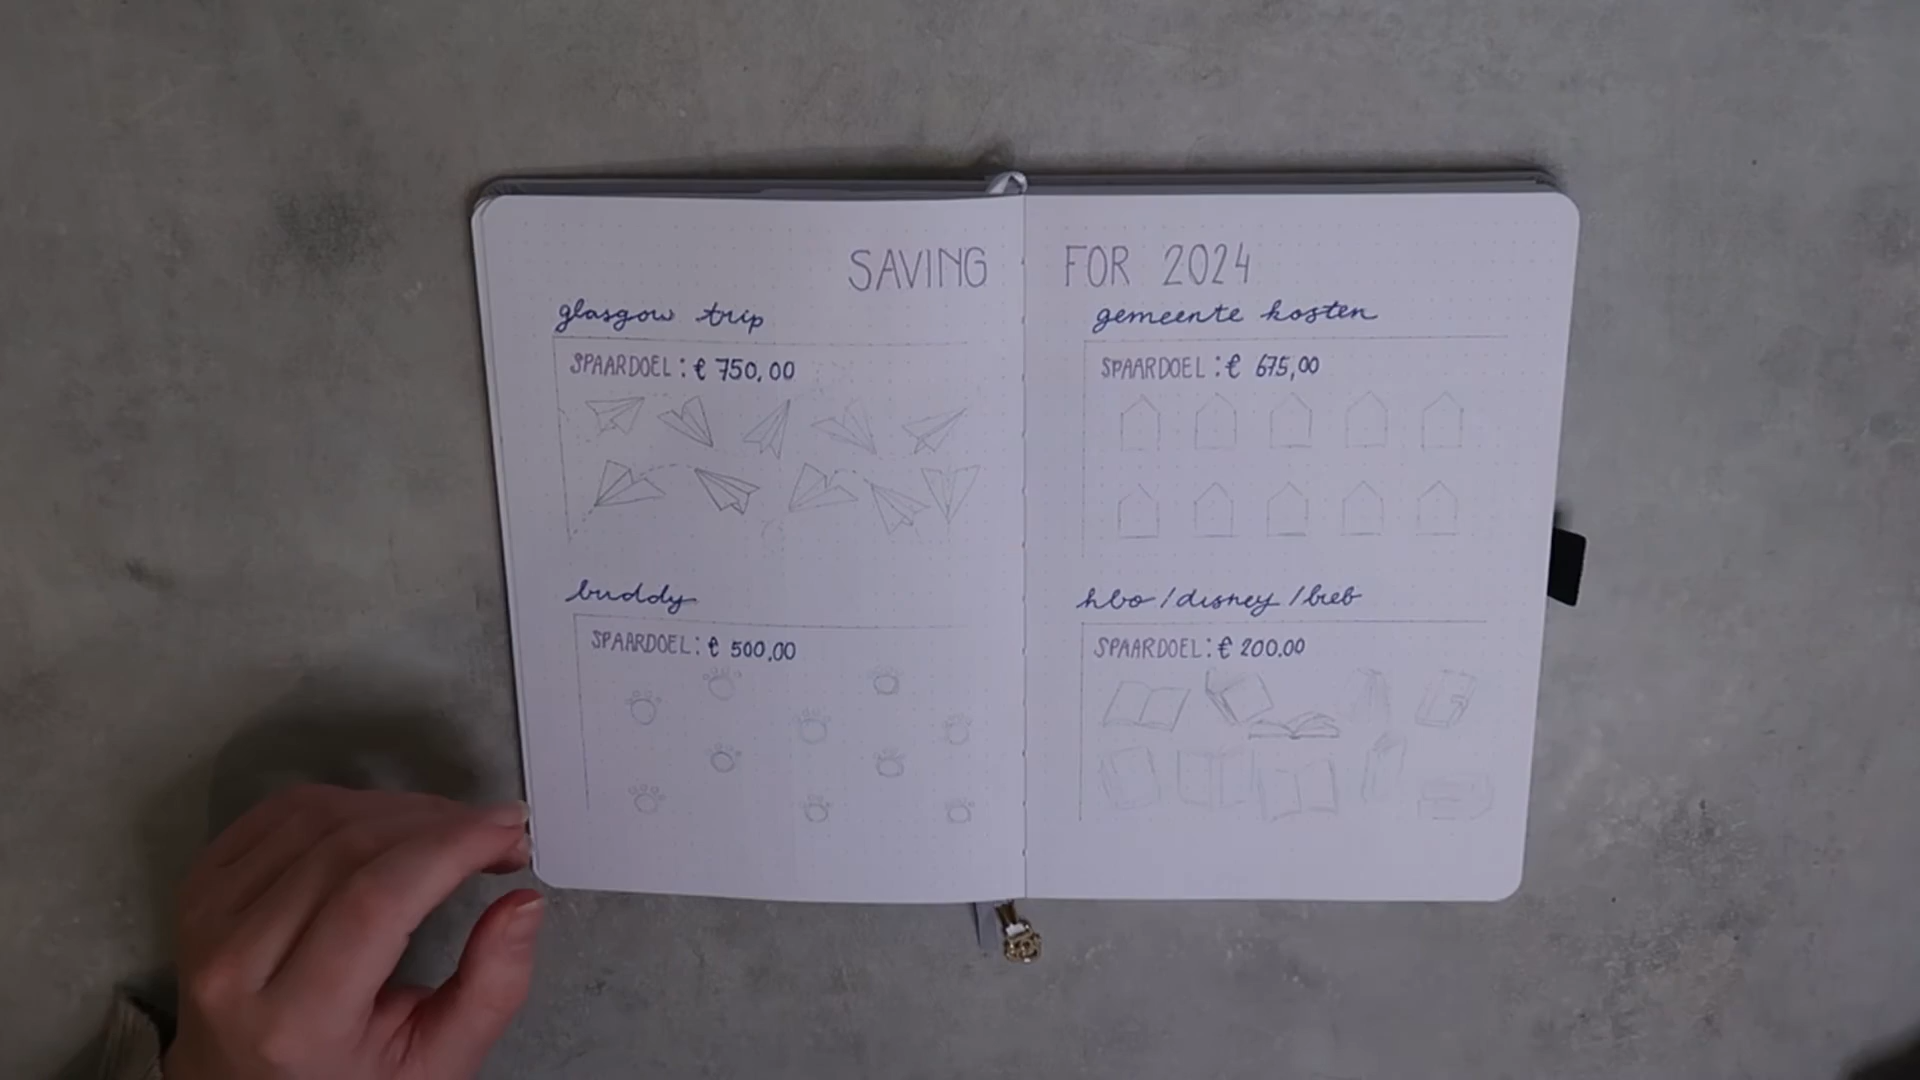 SAVING FOR 2024
glasgow trip
SPAARDOEL: € 750,00
buddy
SPAARDOEL: € 500,00
gemeente kosten
SPAARDOEL: € 675,00
hbo / disney / bieb
SPAARDOEL: € 200.00